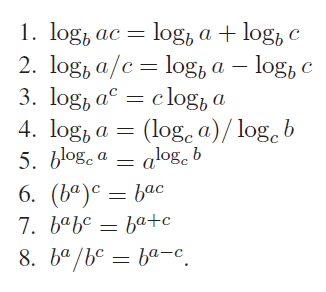 1. log_b ac = log_b a + log_b c
2. log_b a/c = log_b a − log_b c
3. log_b a^c = c log_b a
4. log_b a = (log_c a)/ log_c b
5. b^{log_c a} = a^{log_c b}
6. (b^a)^c = b^{ac}
7. b^a b^c = b^{a+c}
8. b^a/b^c = b^{a−c}.